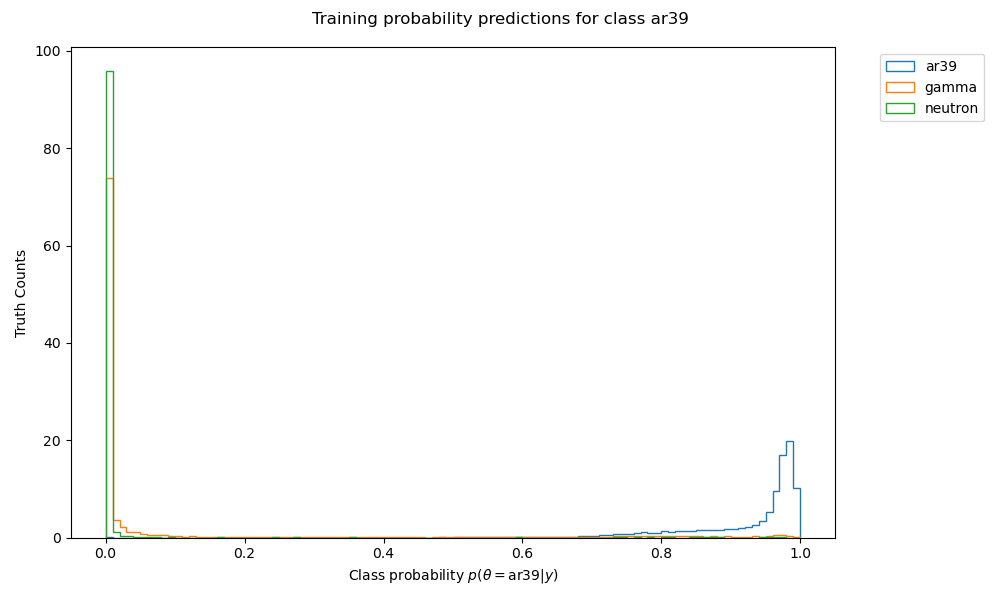 Training probability predictions for class ar39
100
80
60
40
20
0
Truth Counts
0.0
0.2
0.4
0.6
0.8
1.0
Class probability p(θ = ar39|y)
ar39
gamma
neutron